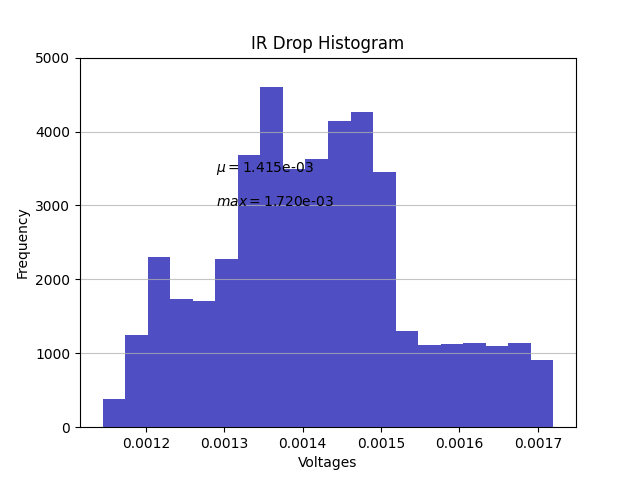 IR Drop Histogram
5000
4000
3000
2000
1000
0
Frequency
μ = 1.415e-03
max = 1.720e-03
0.0012 0.0013 0.0014 0.0015 0.0016 0.0017
Voltages